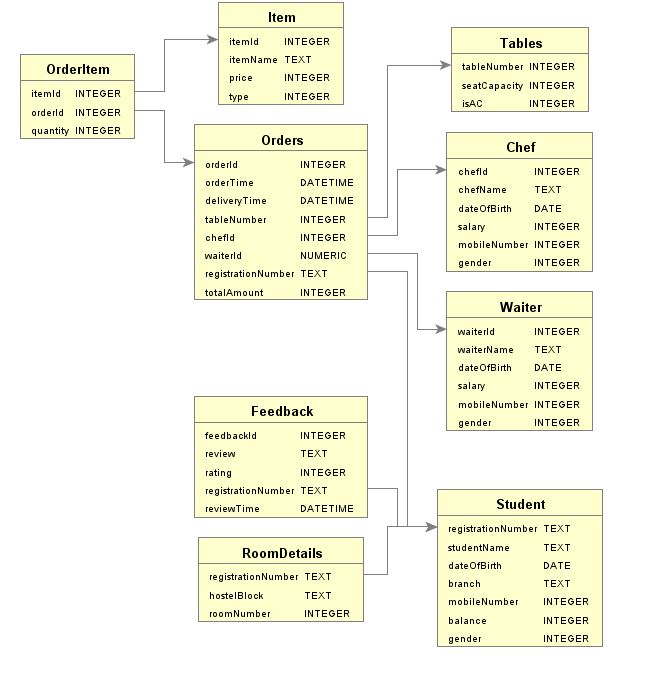 Item
itemId INTEGER
itemName TEXT
price INTEGER
type INTEGER
OrderItem
itemId INTEGER
orderId INTEGER
quantity INTEGER
Tables
tableNumber INTEGER
seatCapacity INTEGER
isAC INTEGER
Orders
orderId INTEGER
orderTime DATETIME
deliveryTime DATETIME
tableNumber INTEGER
chefId INTEGER
waiterId NUMERIC
registrationNumber TEXT
totalAmount INTEGER
Chef
chefId INTEGER
chefName TEXT
dateOfBirth DATE
salary INTEGER
mobileNumber INTEGER
gender INTEGER
Waiter
waiterId INTEGER
waiterName TEXT
dateOfBirth DATE
salary INTEGER
mobileNumber INTEGER
gender INTEGER
Feedback
feedbackId INTEGER
review TEXT
rating INTEGER
registrationNumber TEXT
reviewTime DATETIME
RoomDetails
registrationNumber TEXT
hostelBlock TEXT
roomNumber INTEGER
Student
registrationNumber TEXT
studentName TEXT
dateOfBirth DATE
branch TEXT
mobileNumber INTEGER
balance INTEGER
gender INTEGER